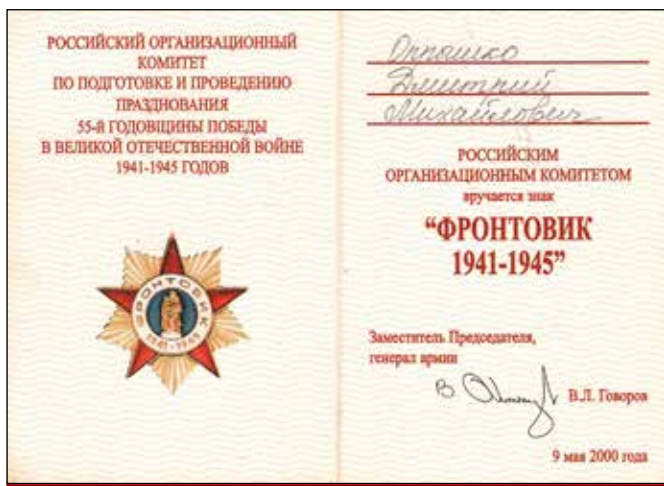 РОССИЙСКИЙ ОРГАНИЗАЦИОННЫЙ
КОМИТЕТ
ПО ПОДГОТОВКЕ И ПРОВЕДЕНИЮ
ПРАЗДНОВАНИЯ
55-Й ГОДОВЩИНЫ ПОБЕДЫ
В ВЕЛИКОЙ ОТЕЧЕСТВЕННОЙ ВОЙНЕ
1941-1945 ГОДОВ
ФРОНТОВИК
1941-1945
Дмитрий
Михайлович
РОССИЙСКИМ
ОРГАНИЗАЦИОННЫМ КОМИТЕТОМ
вручается знак
“ФРОНТОВИК
1941-1945”
Заместитель Председателя,
генерал армии
В.Л. Говоров
9 мая 2000 года